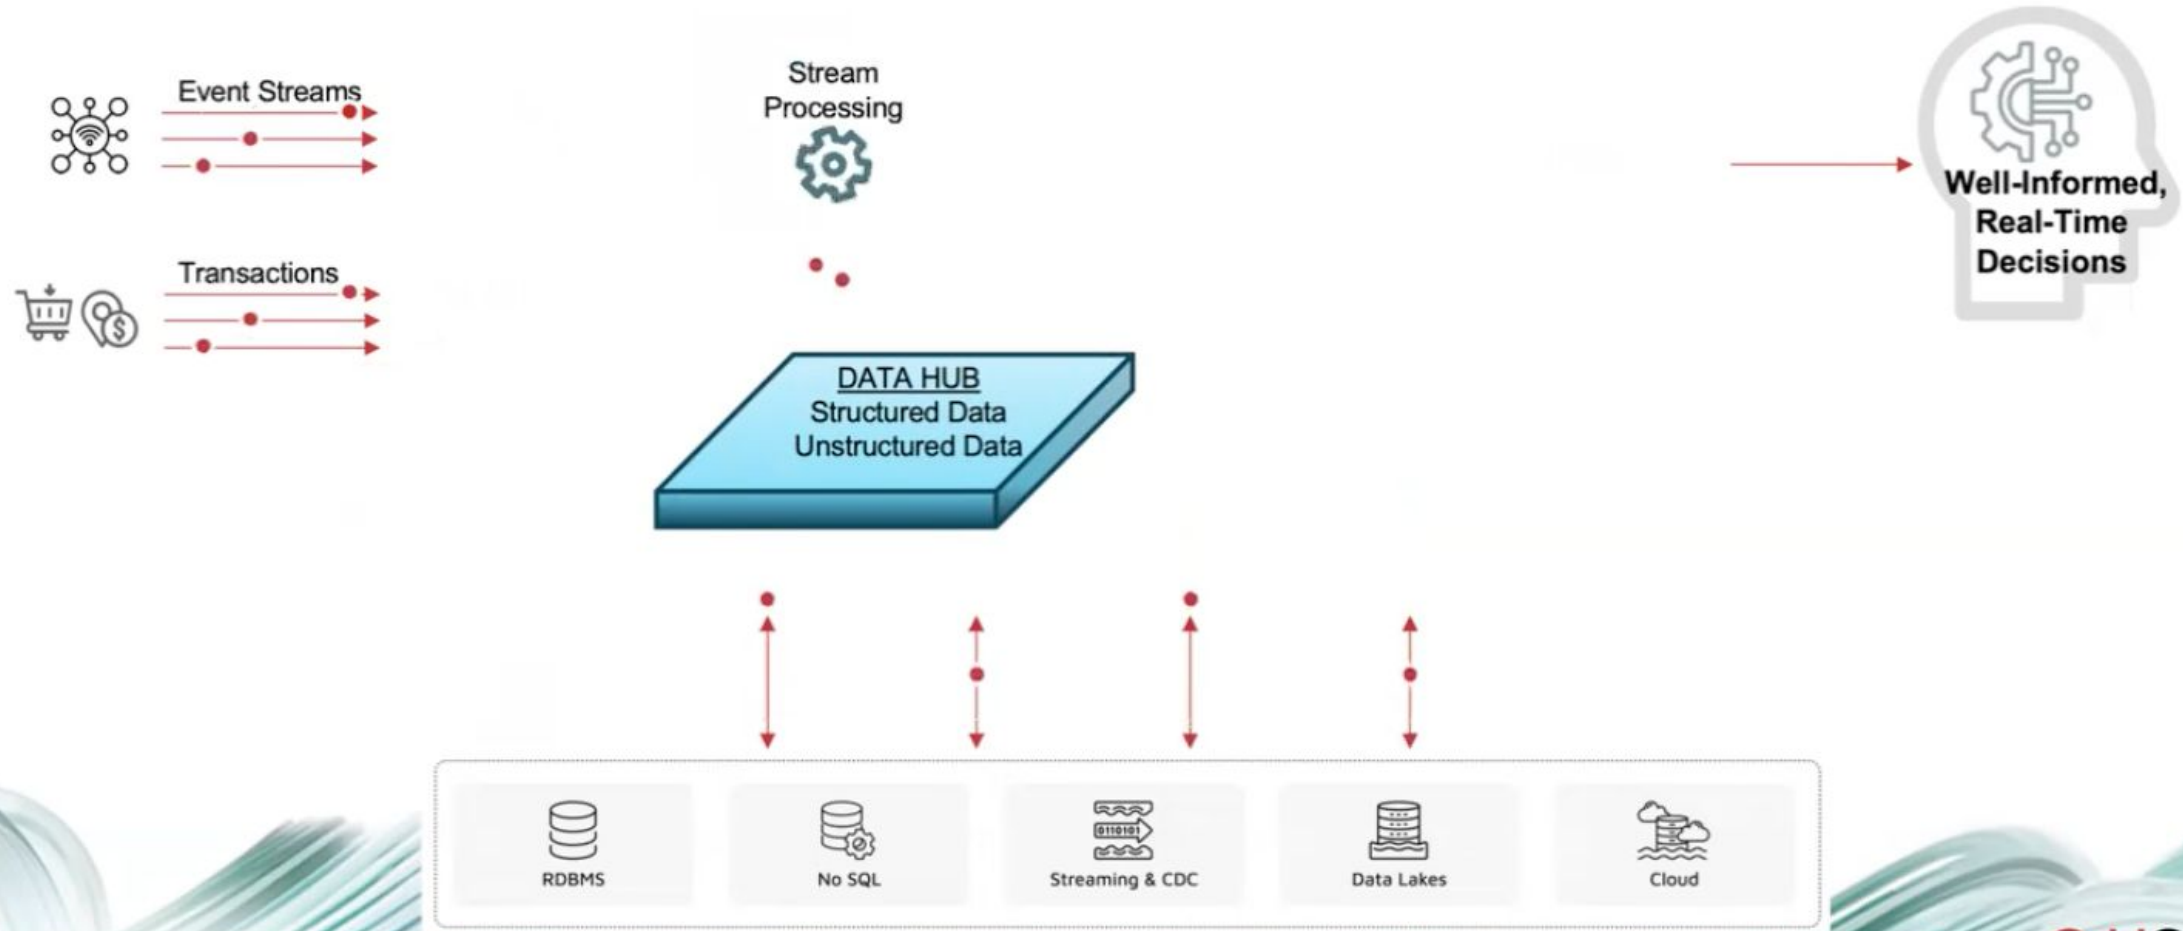 Event Streams
Stream
Processing
Well-Informed,
Real-Time
Decisions
Transactions
$
DATA HUB
Structured Data
Unstructured Data
0110101
RDBMS
No SQL
Streaming & CDC
Data Lakes
Cloud